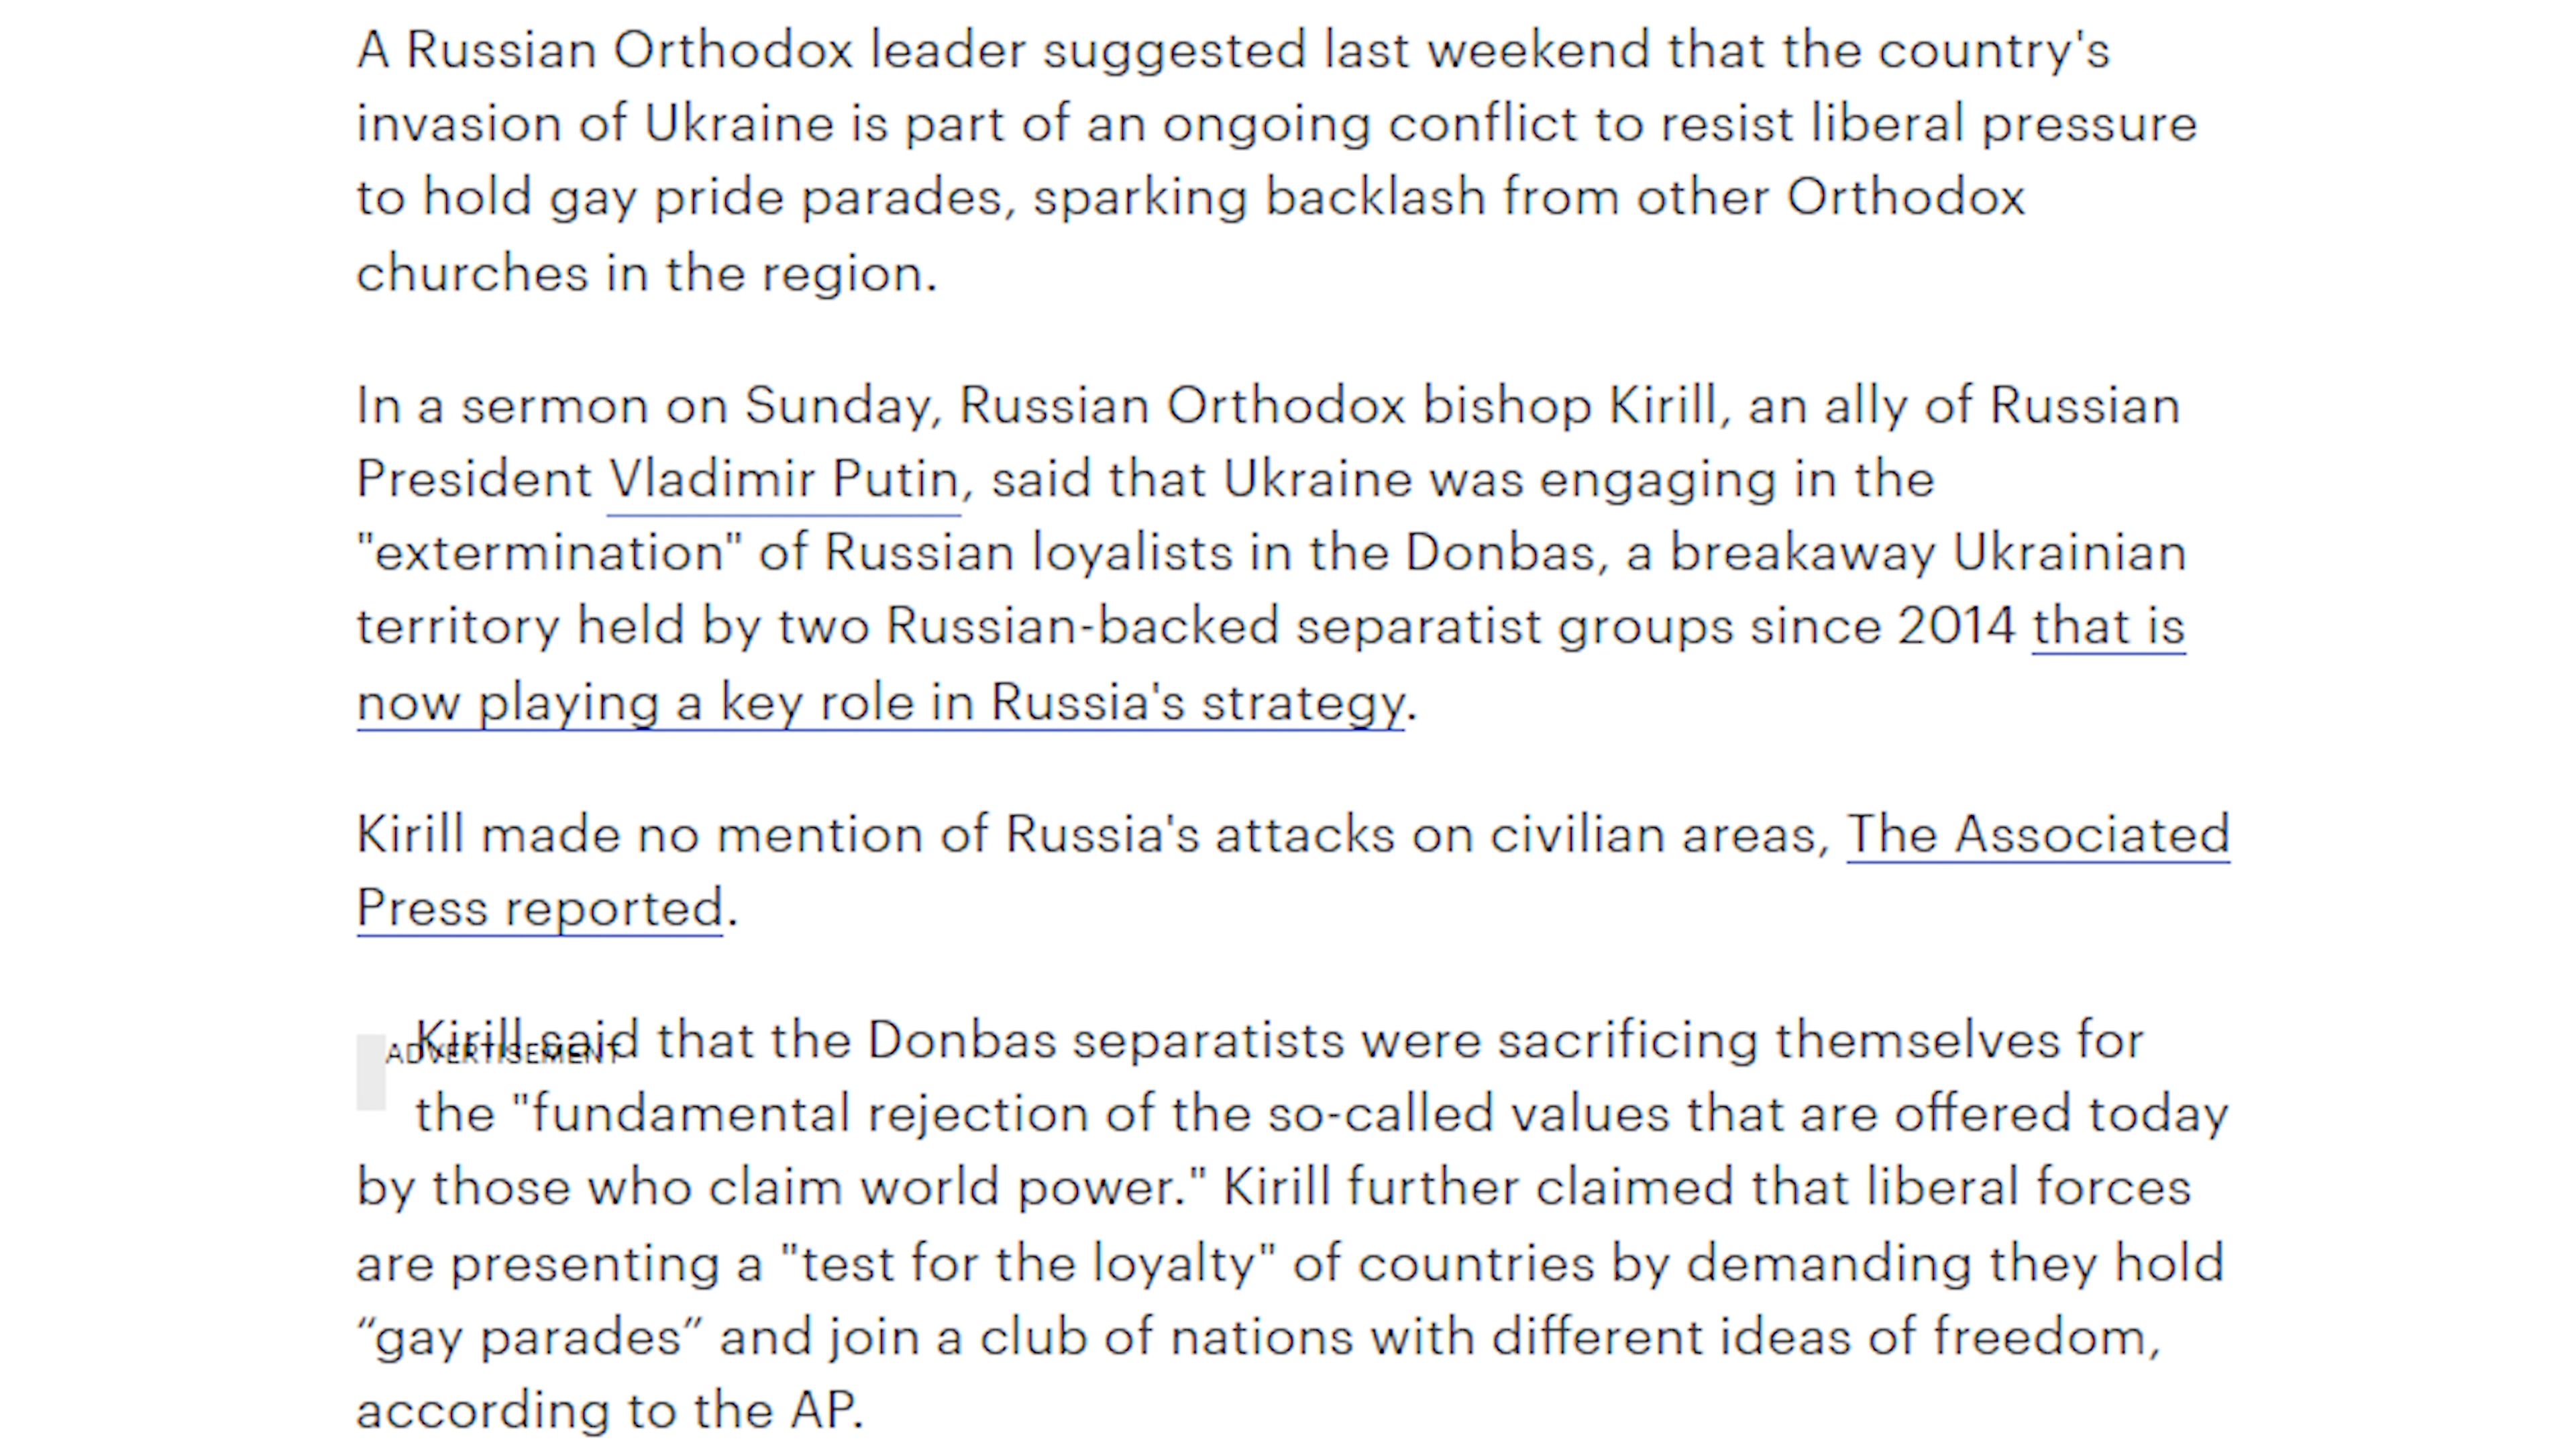 A Russian Orthodox leader suggested last weekend that the country's
invasion of Ukraine is part of an ongoing conflict to resist liberal pressure
to hold gay pride parades, sparking backlash from other Orthodox
churches in the region.
In a sermon on Sunday, Russian Orthodox bishop Kirill, an ally of Russian
President Vladimir Putin, said that Ukraine was engaging in the
"extermination" of Russian loyalists in the Donbas, a breakaway Ukrainian
territory held by two Russian-backed separatist groups since 2014 that is
now playing a key role in Russia's strategy.
Kirill made no mention of Russia's attacks on civilian areas, The Associated
Press reported.
Kirill said that the Donbas separatists were sacrificing themselves for
ADVERTISEMENT
the "fundamental rejection of the so-called values that are offered today
by those who claim world power." Kirill further claimed that liberal forces
are presenting a "test for the loyalty" of countries by demanding they hold
“gay parades” and join a club of nations with different ideas of freedom,
according to the AP.